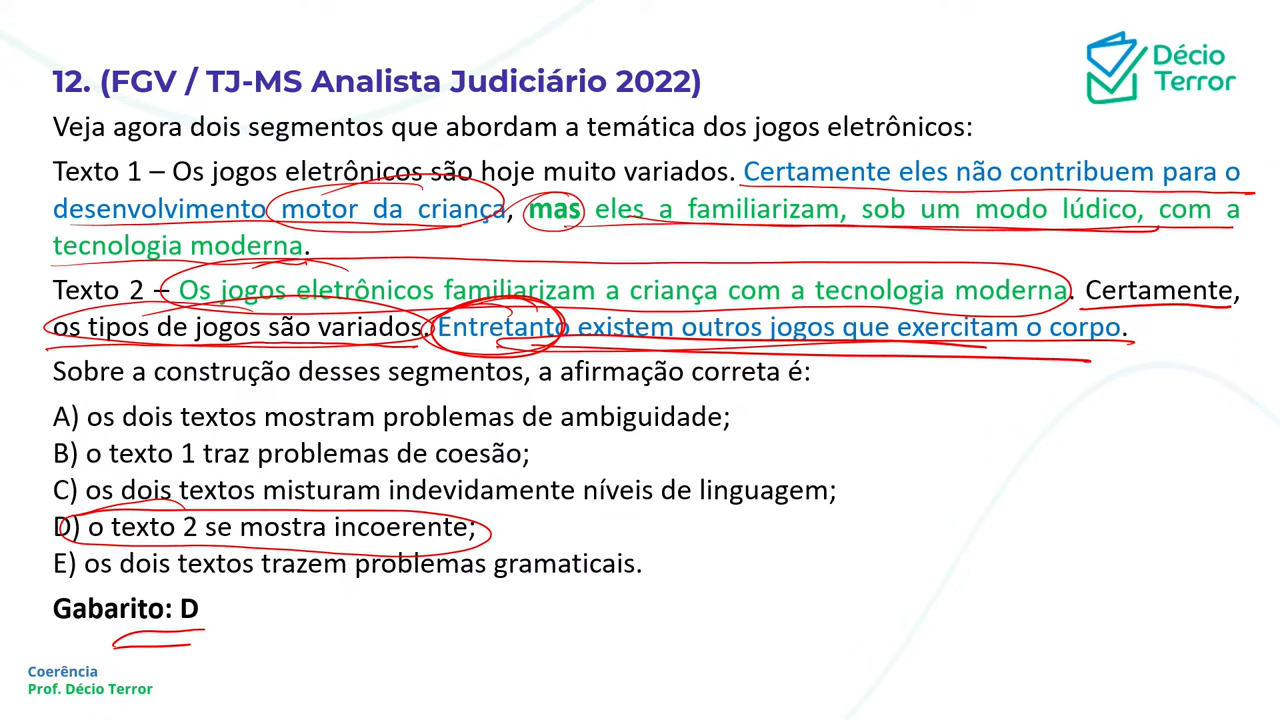 Décio
Terror
12. (FGV / TJ-MS Analista Judiciário 2022)
Veja agora dois segmentos que abordam a temática dos jogos eletrônicos:
Texto 1 – Os jogos eletrônicos são hoje muito variados. Certamente eles não contribuem para o
desenvolvimento motor da criança, mas eles a familiarizam, sob um modo lúdico, com a
tecnologia moderna.
Texto 2 – Os jogos eletrônicos familiarizam a criança com a tecnologia moderna. Certamente,
os tipos de jogos são variados. Entretanto existem outros jogos que exercitam o corpo.
Sobre a construção desses segmentos, a afirmação correta é:
A) os dois textos mostram problemas de ambiguidade;
B) o texto 1 traz problemas de coesão;
C) os dois textos misturam indevidamente níveis de linguagem;
D) o texto 2 se mostra incoerente;
E) os dois textos trazem problemas gramaticais.
Gabarito: D
Coerência
Prof. Décio Terror